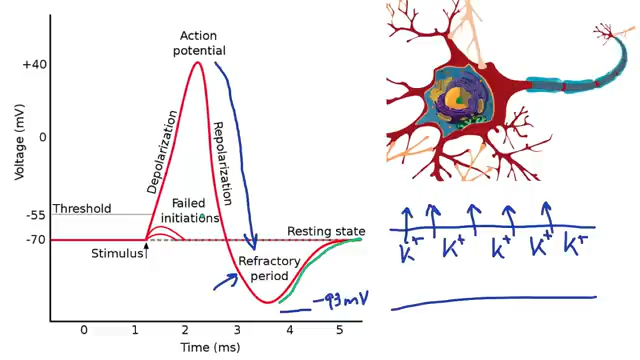 Action
potential
+40
Voltage (mV)
0
Depolarization
Repolarization
Threshold
-55
Failed
initiations
-70
Resting state
Stimulus
Refractory
period
-93mV
0
1
2
3
4
5
Time (ms)
K+ K+ K+ K+ K+